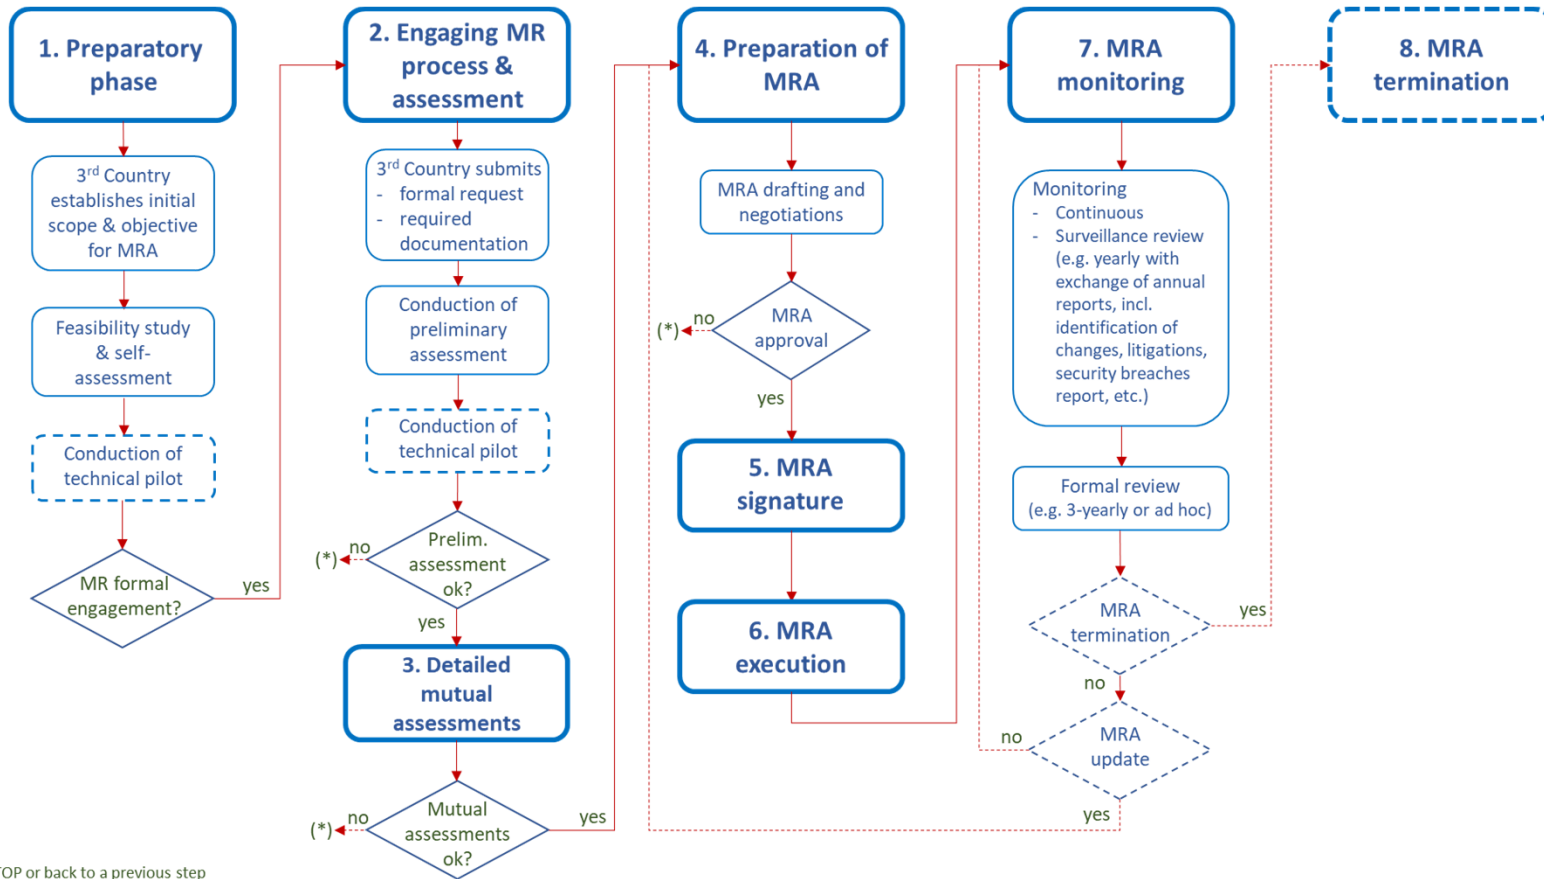 1. Preparatory
phase
3rd Country
establishes initial
scope & objective
for MRA
Feasibility study
& self-
assessment
Conduction of
technical pilot
MR formal
engagement?
yes
2. Engaging MR
process &
assessment
3rd Country submits
- formal request
- required
documentation
Conduction of
preliminary
assessment
Conduction of
technical pilot
Prelim.
assessment
ok?
no
(*)
yes
3. Detailed
mutual
assessments
Mutual
assessments
ok?
no
(*)
yes
4. Preparation of
MRA
MRA drafting and
negotiations
MRA
approval
no
(*)
yes
5. MRA
signature
6. MRA
execution
7. MRA
monitoring
Monitoring
- Continuous
- Surveillance review
(e.g. yearly with
exchange of annual
reports, incl.
identification of
changes, litigations,
security breaches
report, etc.)
Formal review
(e.g. 3-yearly or ad hoc)
MRA
termination
yes
no
MRA
update
no
yes
8. MRA
termination
TOP or back to a previous step